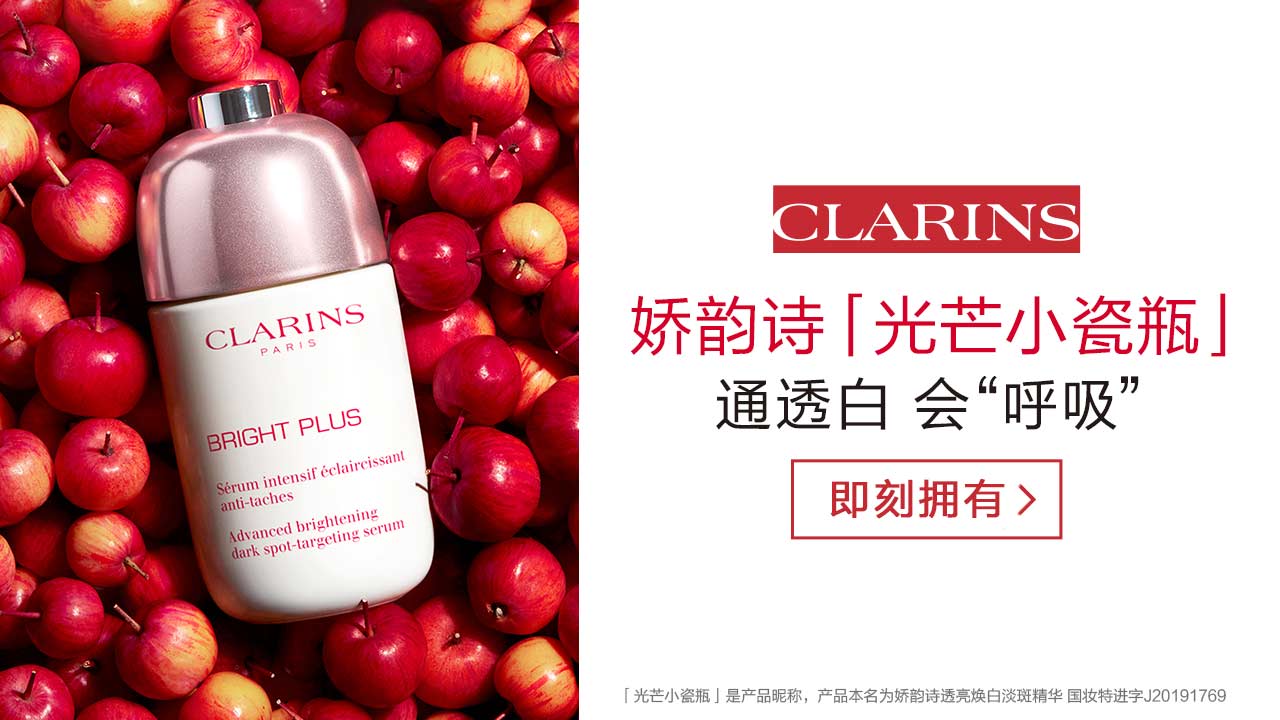 CLARINS
PARIS
BRIGHT PLUS
Sérum intensif éclaircissant
anti-taches
Advanced brightening
dark spot-targeting serum
CLARINS
娇韵诗「光芒小瓷瓶」
通透白 会“呼吸”
即刻拥有 >
「光芒小瓷瓶」是产品昵称，产品本名为娇韵诗透亮焕白淡斑精华 国妆特进字J20191769